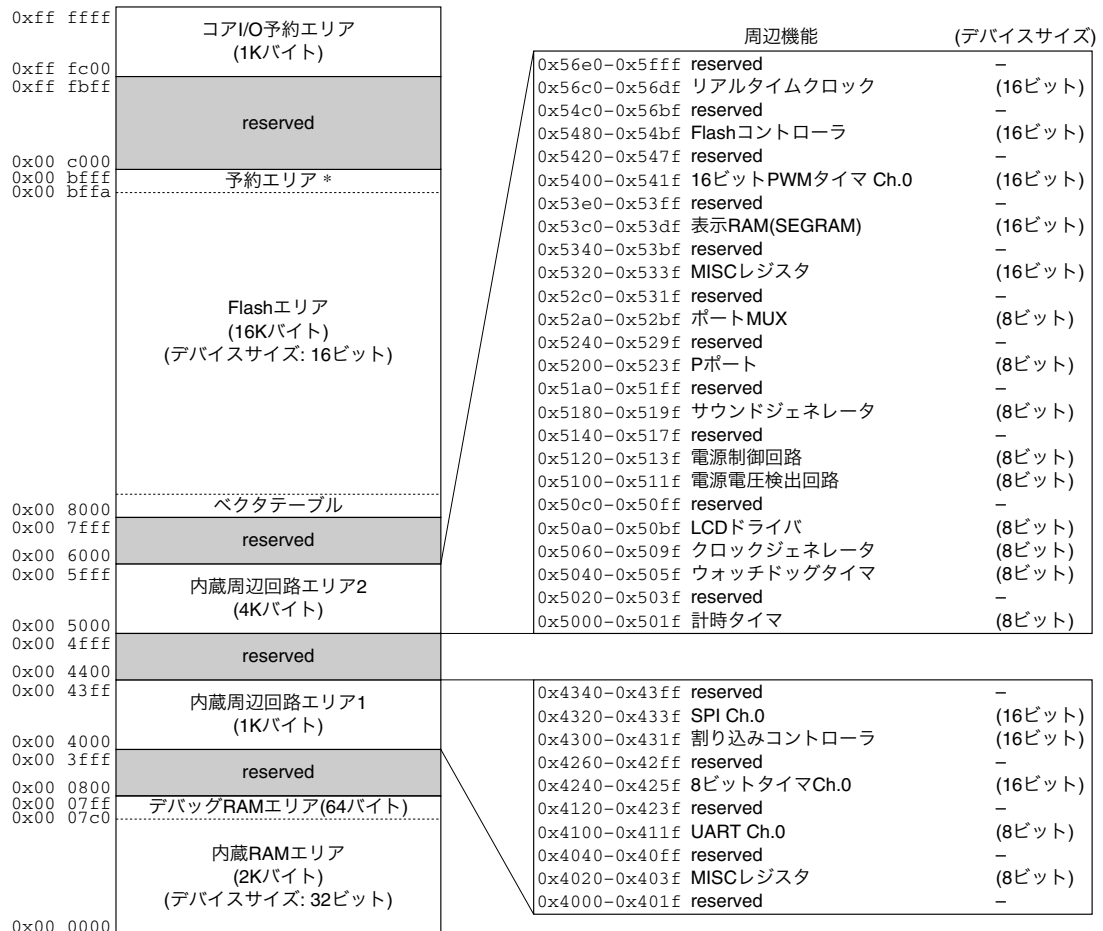 0xff ffff
コアI/O予約エリア
(1Kバイト)
0xff fc00
0xff fbff
reserved
0x00 c000
0x00 bfff
予約エリア *
0x00 bffa
Flashエリア
(16Kバイト)
(デバイスサイズ: 16ビット)
ベクタテーブル
0x00 8000
0x00 7fff
reserved
0x00 6000
0x00 5fff
内蔵周辺回路エリア2
(4Kバイト)
0x00 5000
0x00 4fff
reserved
0x00 4400
0x00 43ff
内蔵周辺回路エリア1
(1Kバイト)
0x00 4000
0x00 3fff
reserved
0x00 0800
0x00 07ff
デバッグRAMエリア(64バイト)
0x00 07c0
内蔵RAMエリア
(2Kバイト)
(デバイスサイズ: 32ビット)
0x00 0000
周辺機能 (デバイスサイズ)
0x56e0–0x5fff reserved –
0x56c0–0x56df リアルタイムクロック (16ビット)
0x54c0–0x56bf reserved –
0x5480–0x54bf Flashコントローラ (16ビット)
0x5420–0x547f reserved –
0x5400–0x541f 16ビットPWMタイマ Ch.0 (16ビット)
0x53e0–0x53ff reserved –
0x53c0–0x53df 表示RAM(SEGRAM) (16ビット)
0x5340–0x53bf reserved –
0x5320–0x533f MISCレジスタ (16ビット)
0x52c0–0x531f reserved –
0x52a0–0x52bf ポートMUX (8ビット)
0x5240–0x529f reserved –
0x5200–0x523f Pポート (8ビット)
0x51a0–0x51ff reserved –
0x5180–0x519f サウンドジェネレータ (8ビット)
0x5140–0x517f reserved –
0x5120–0x513f 電源制御回路 (8ビット)
0x5100–0x511f 電源電圧検出回路 (8ビット)
0x50c0–0x50ff reserved –
0x50a0–0x50bf LCDドライバ (8ビット)
0x5060–0x509f クロックジェネレータ (8ビット)
0x5040–0x505f ウォッチドッグタイマ (8ビット)
0x5020–0x503f reserved –
0x5000–0x501f 計時タイマ (8ビット)
0x4340–0x43ff reserved –
0x4320–0x433f SPI Ch.0 (16ビット)
0x4300–0x431f 割り込みコントローラ (16ビット)
0x4260–0x42ff reserved –
0x4240–0x425f 8ビットタイマCh.0 (16ビット)
0x4120–0x423f reserved –
0x4100–0x411f UART Ch.0 (8ビット)
0x4040–0x40ff reserved –
0x4020–0x403f MISCレジスタ (8ビット)
0x4000–0x401f reserved –